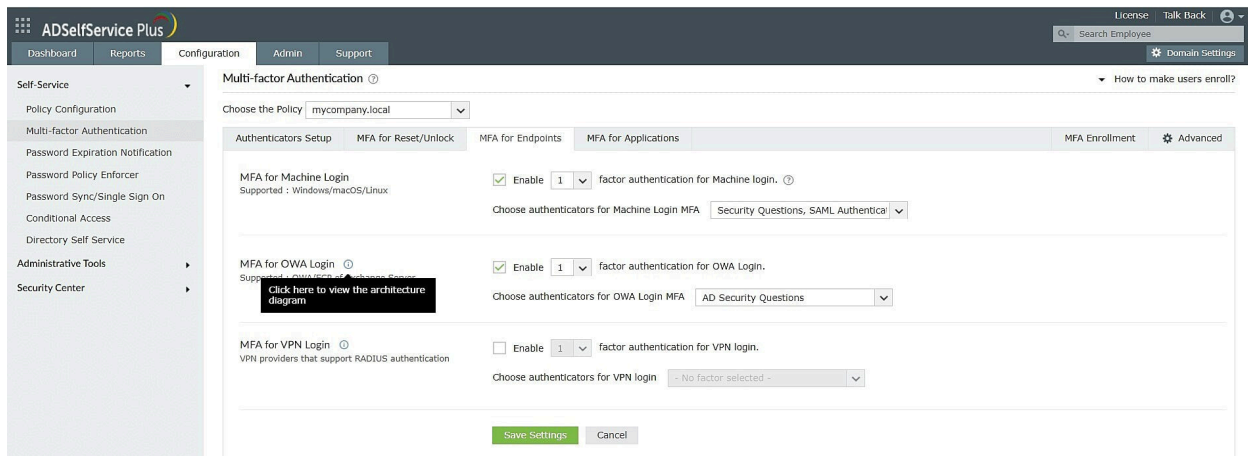 License Talk Back
ADSelfService Plus
Search Employee
Dashboard Reports Configuration Admin Support
Domain Settings
Self-Service
Policy Configuration
Multi-factor Authentication
Password Expiration Notification
Password Policy Enforcer
Password Sync/Single Sign On
Conditional Access
Directory Self Service
Administrative Tools
Security Center
Multi-factor Authentication
How to make users enroll?
Choose the Policy mycompany.local
Authenticators Setup MFA for Reset/Unlock MFA for Endpoints MFA for Applications MFA Enrollment Advanced
MFA for Machine Login
Supported : Windows/macOS/Linux
Enable 1 factor authentication for Machine login.
Choose authenticators for Machine Login MFA Security Questions, SAML Authenticat
MFA for OWA Login
Supported : OWA/ECP of Exchange Server
Click here to view the architecture
diagram
Enable 1 factor authentication for OWA Login.
Choose authenticators for OWA Login MFA AD Security Questions
MFA for VPN Login
VPN providers that support RADIUS authentication
Enable 1 factor authentication for VPN login.
Choose authenticators for VPN login - No factor selected -
Save Settings Cancel